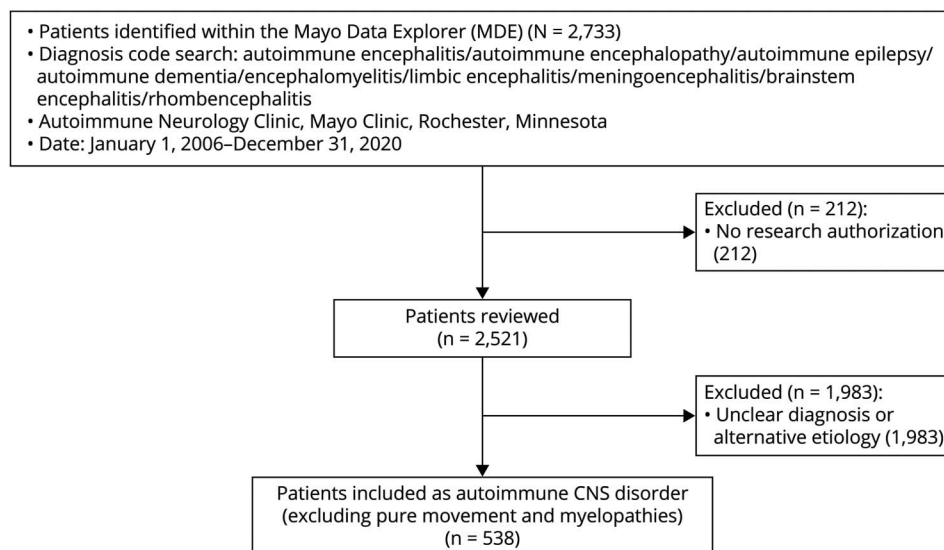 • Patients identified within the Mayo Data Explorer (MDE) (N = 2,733)
• Diagnosis code search: autoimmune encephalitis/autoimmune encephalopathy/autoimmune epilepsy/
autoimmune dementia/encephalomyelitis/limbic encephalitis/meningoencephalitis/brainstem
encephalitis/rhombencephalitis
• Autoimmune Neurology Clinic, Mayo Clinic, Rochester, Minnesota
• Date: January 1, 2006–December 31, 2020
Excluded (n = 212):
• No research authorization
(212)
Patients reviewed
(n = 2,521)
Excluded (n = 1,983):
• Unclear diagnosis or
alternative etiology (1,983)
Patients included as autoimmune CNS disorder
(excluding pure movement and myelopathies)
(n = 538)